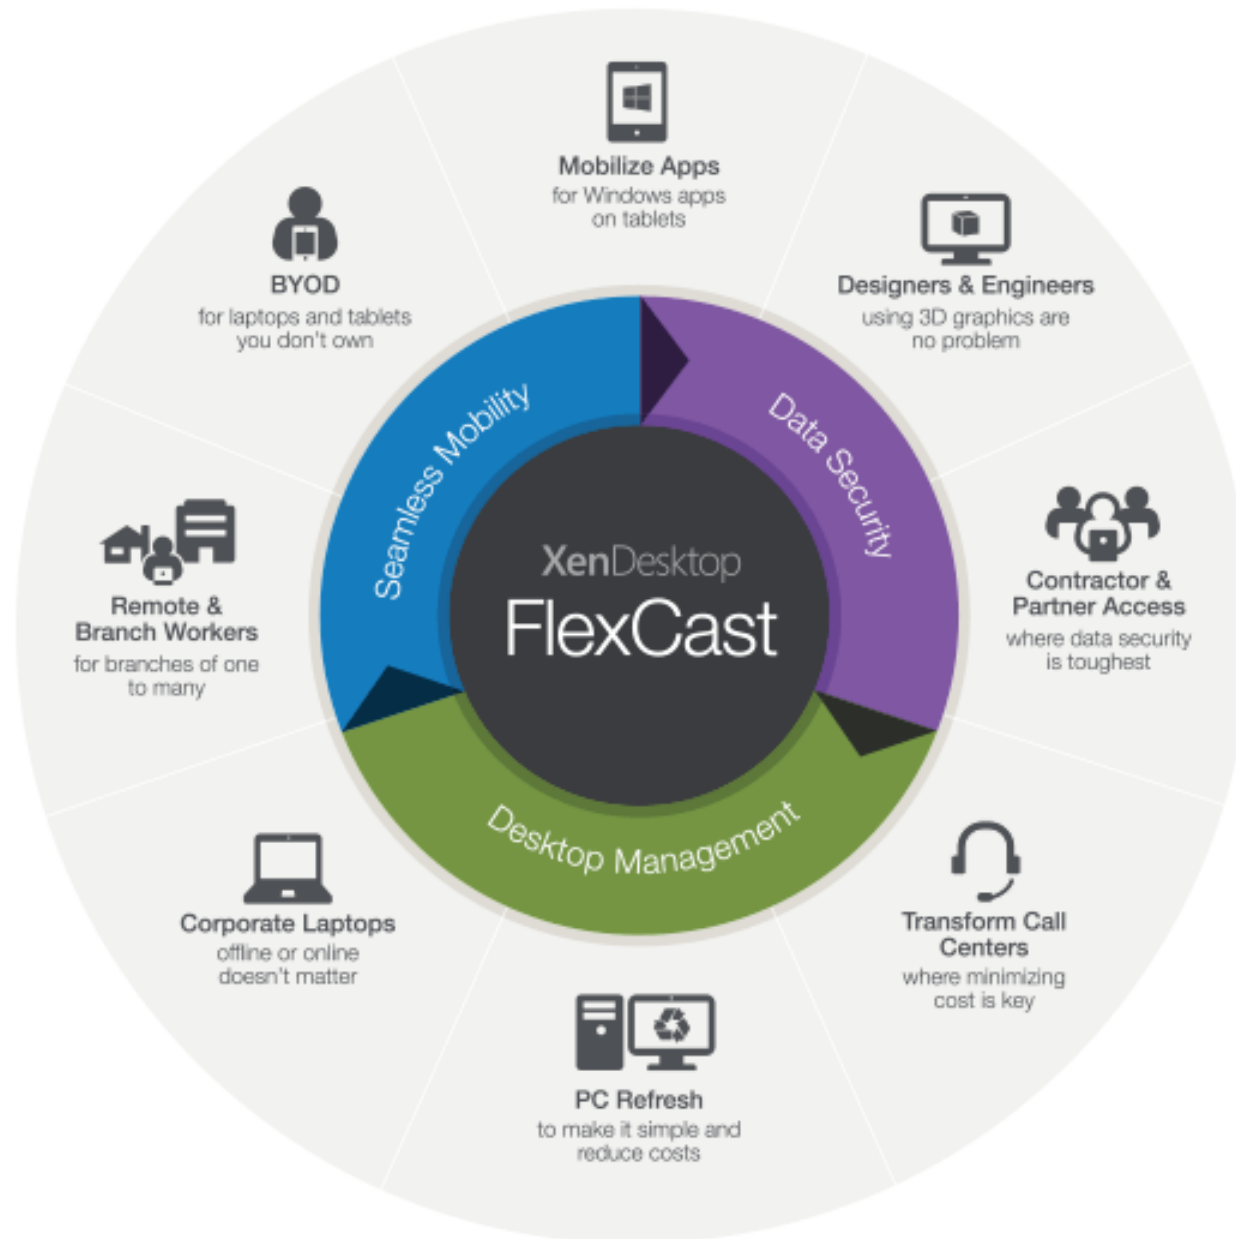 Mobilize Apps
for Windows apps
on tablets
Designers & Engineers
using 3D graphics are
no problem
Contractor &
Partner Access
where data security
is toughest
Transform Call
Centers
where minimizing
cost is key
PC Refresh
to make it simple and
reduce costs
Corporate Laptops
offline or online
doesn't matter
Remote &
Branch Workers
for branches of one
to many
BYOD
for laptops and tablets
you don't own
Seamless Mobility
Data Security
Desktop Management
XenDesktop
FlexCast